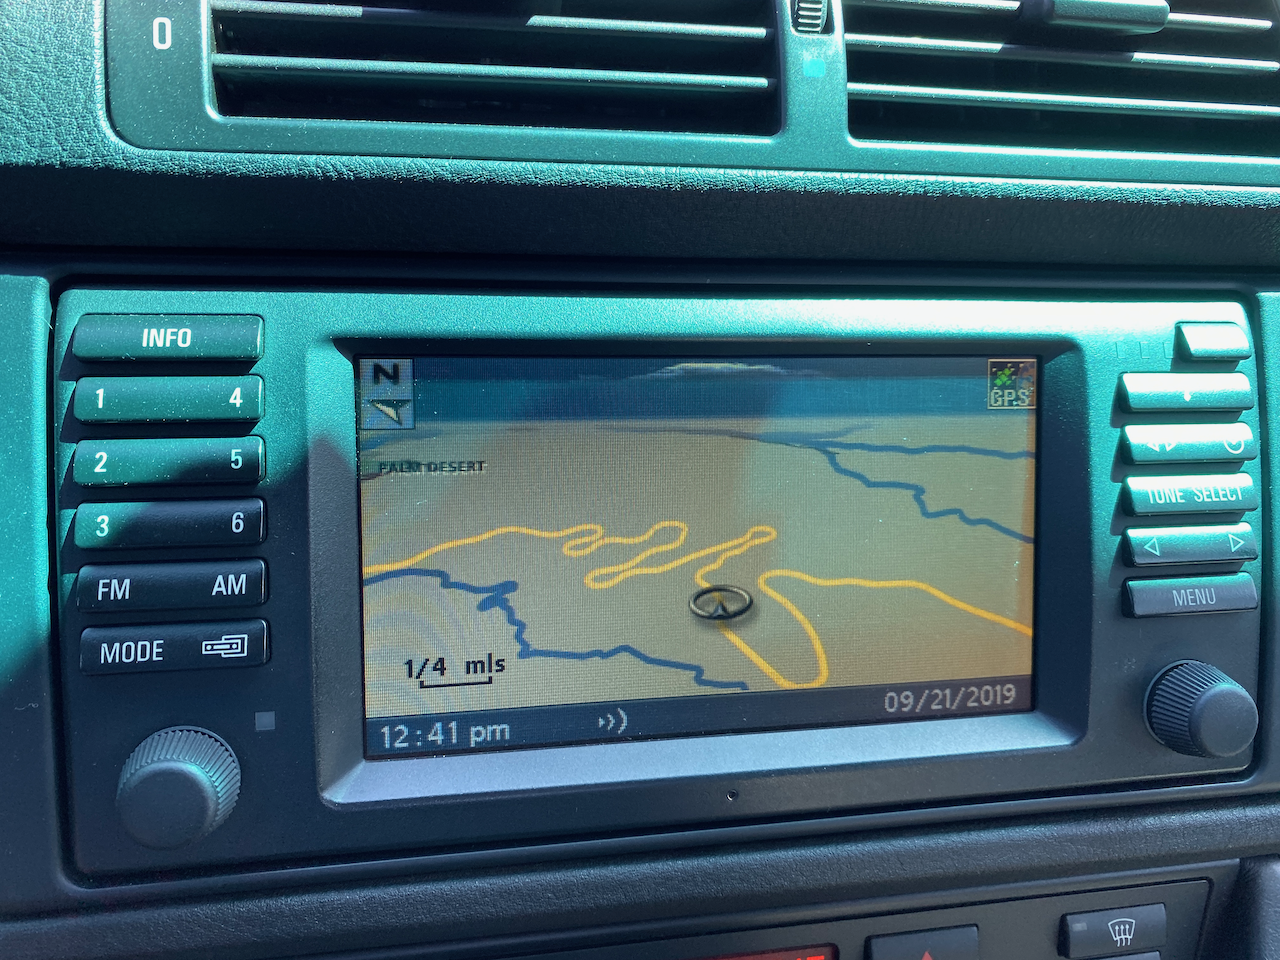 0
INFO
1 4
2 5
3 6
FM AM
MODE
N
GPS
PALM DESERT
1/4 mls
12:41 pm
09/21/2019
TONE SELECT
MENU